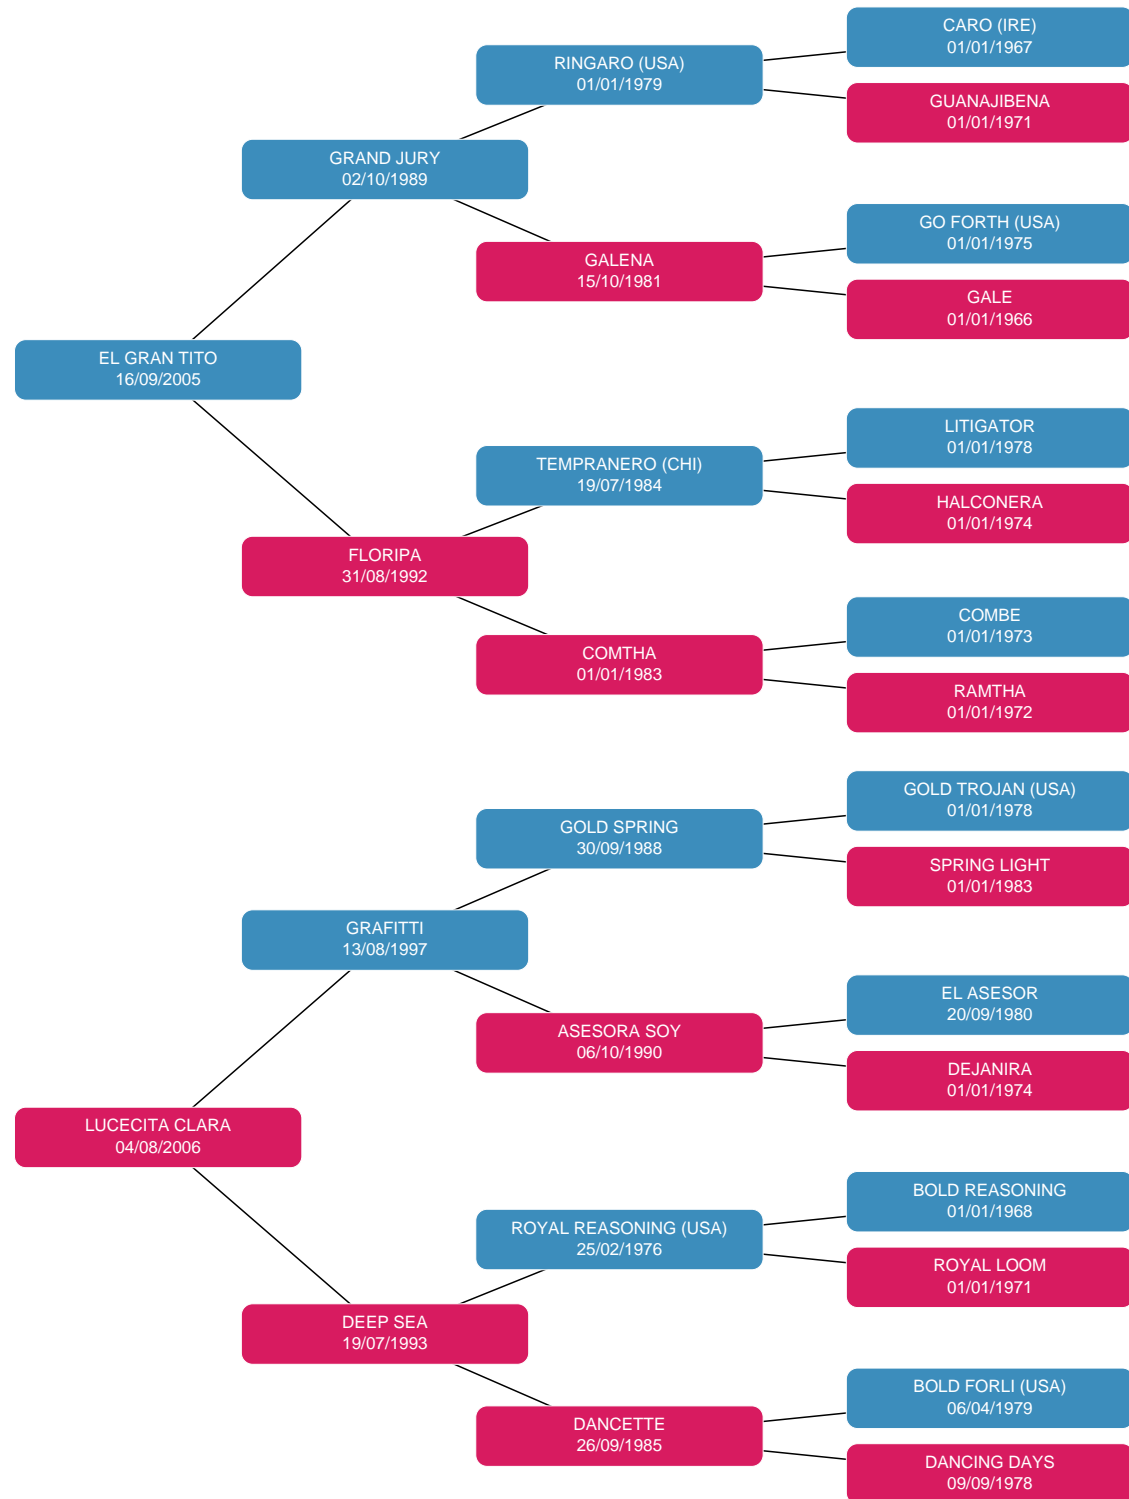 CARO (IRE)
01/01/1967
RINGARO (USA)
01/01/1979
GUANAJIBENA
01/01/1971
GRAND JURY
02/10/1989
GO FORTH (USA)
01/01/1975
GALENA
15/10/1981
GALE
01/01/1966
EL GRAN TITO
16/09/2005
LITIGATOR
01/01/1978
TEMPRANERO (CHI)
19/07/1984
HALCONERA
01/01/1974
FLORIPA
31/08/1992
COMBE
01/01/1973
COMTHA
01/01/1983
RAMTHA
01/01/1972
GOLD TROJAN (USA)
01/01/1978
GOLD SPRING
30/09/1988
SPRING LIGHT
01/01/1983
GRAFITTI
13/08/1997
EL ASESOR
20/09/1980
ASESORA SOY
06/10/1990
DEJANIRA
01/01/1974
LUCECITA CLARA
04/08/2006
BOLD REASONING
01/01/1968
ROYAL REASONING (USA)
25/02/1976
ROYAL LOOM
01/01/1971
DEEP SEA
19/07/1993
BOLD FORLI (USA)
06/04/1979
DANCETTE
26/09/1985
DANCING DAYS
09/09/1978